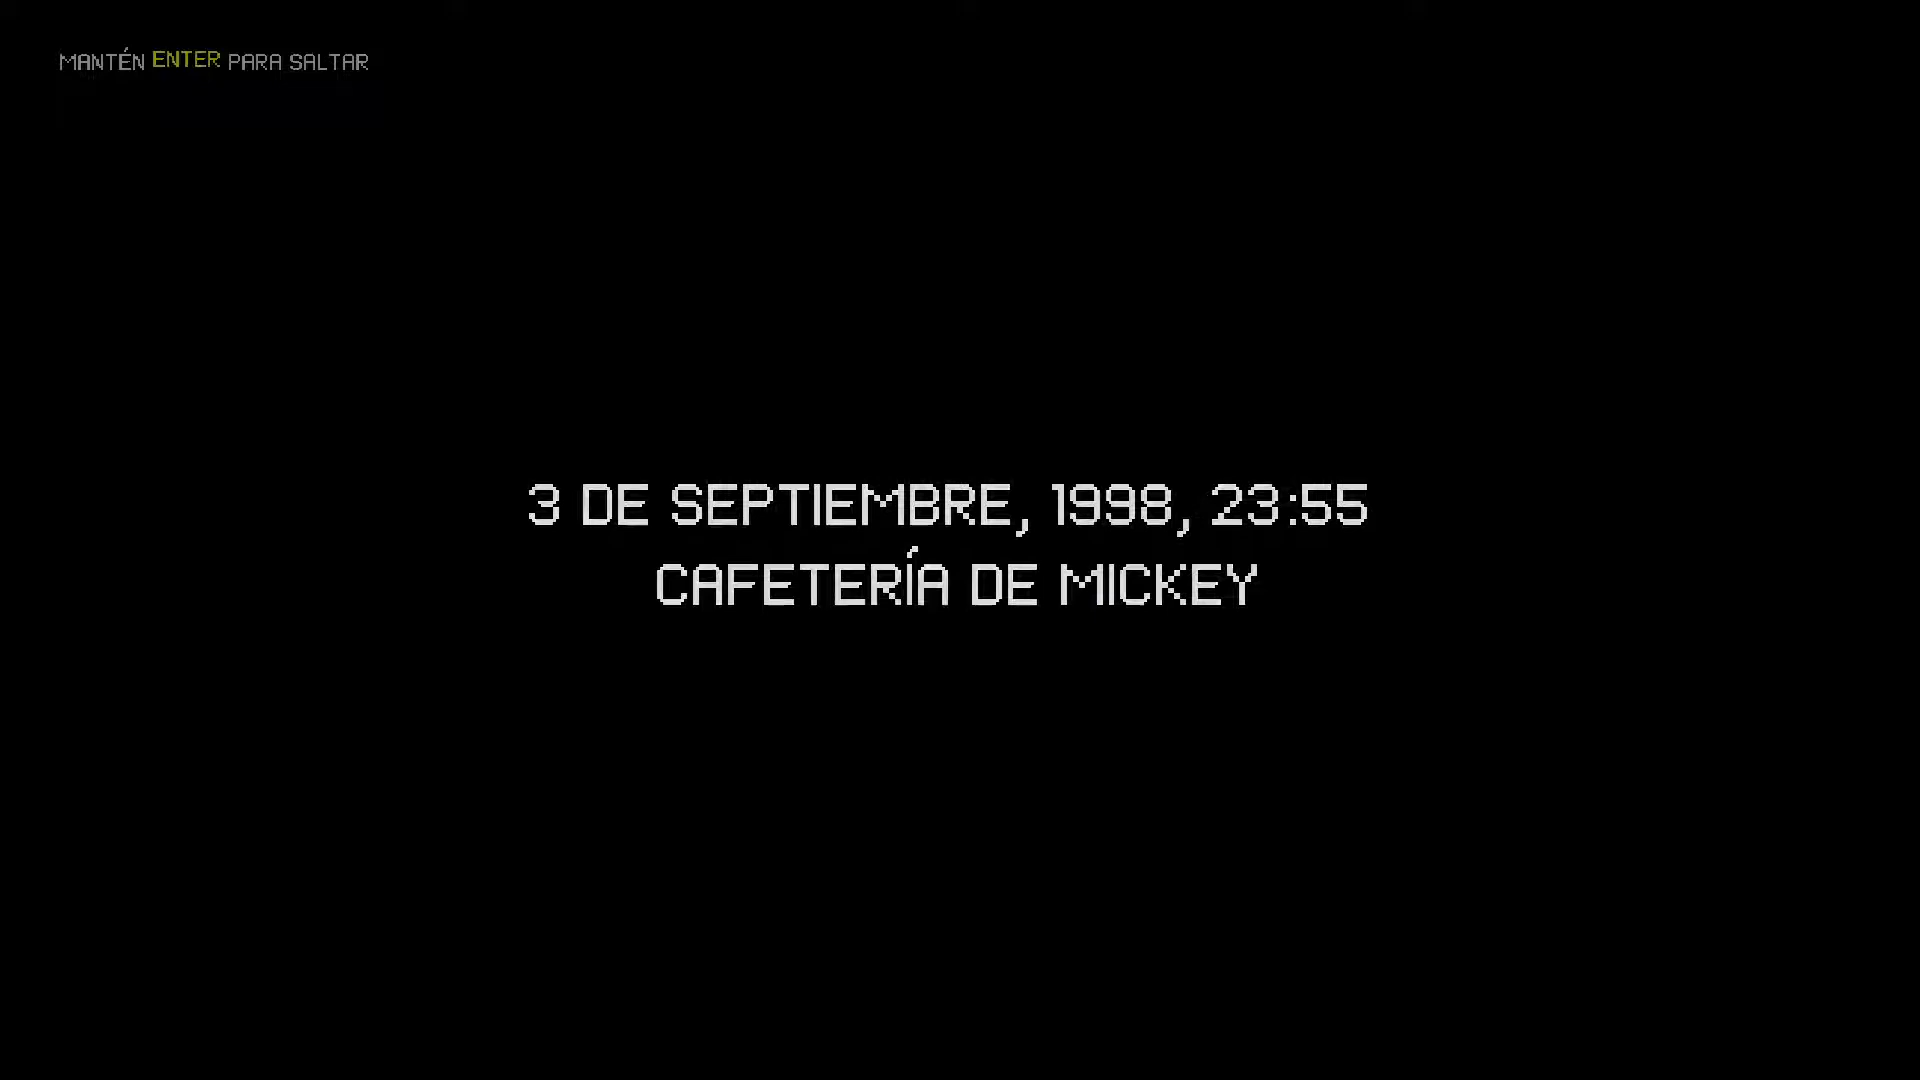 MANTÉN ENTER PARA SALTAR
3 DE SEPTIEMBRE, 1998, 23:55
CAFETERÍA DE MICKEY